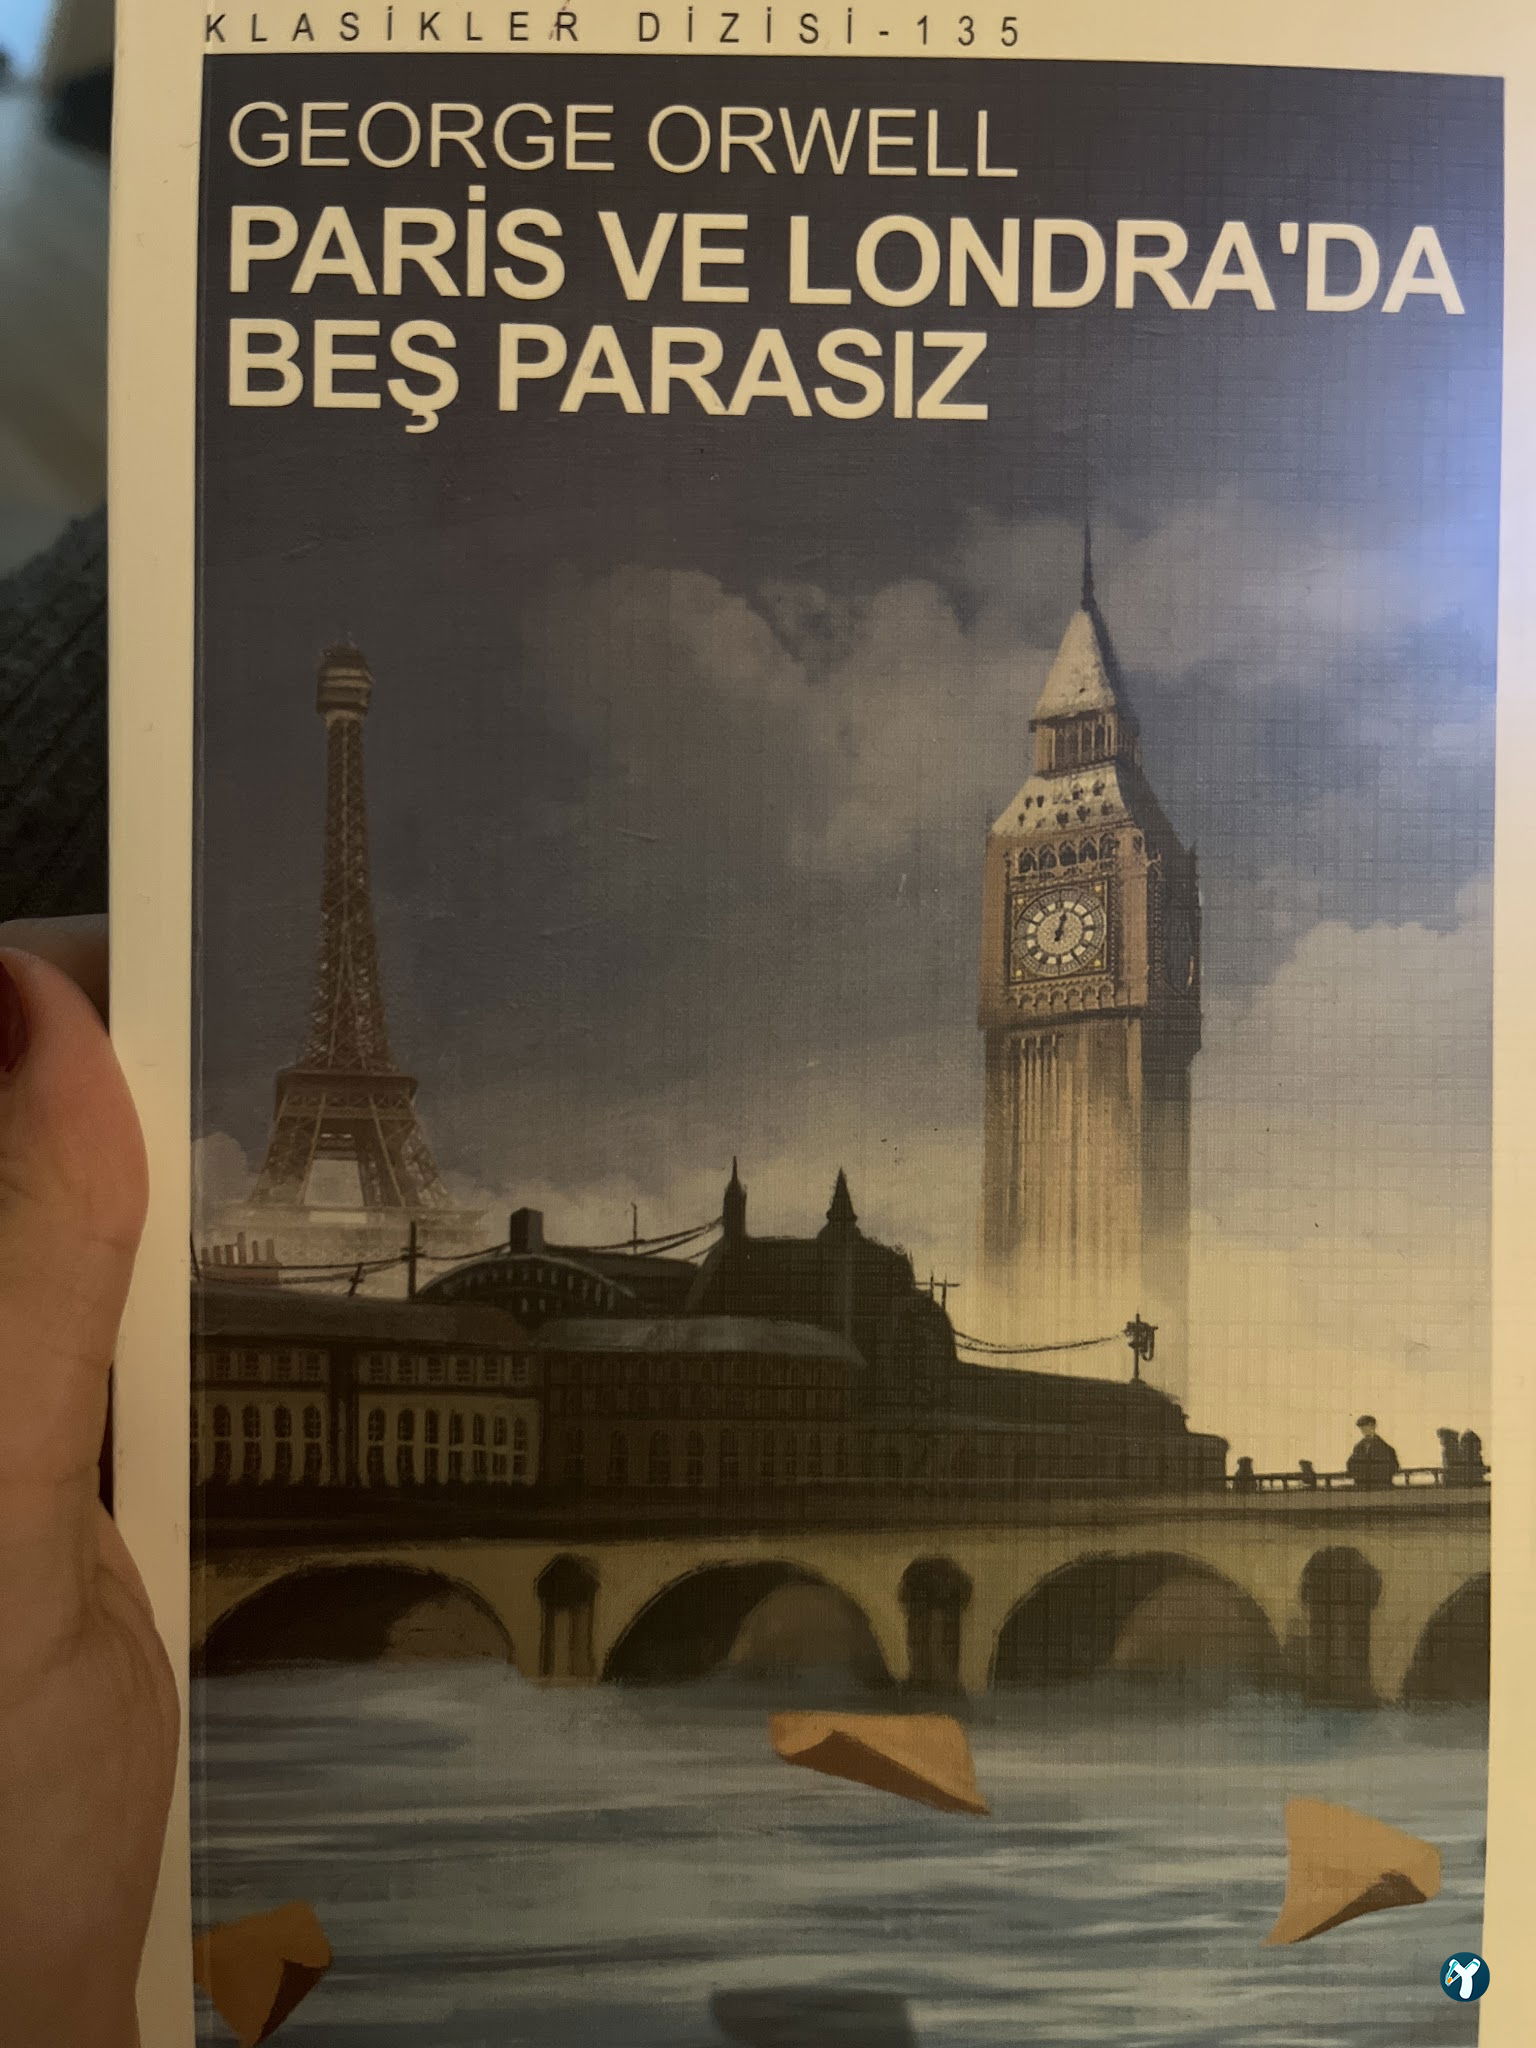 KLASİKLER DİZİSİ-135
GEORGE ORWELL
PARİS VE LONDRA'DA
BEŞ PARASIZ